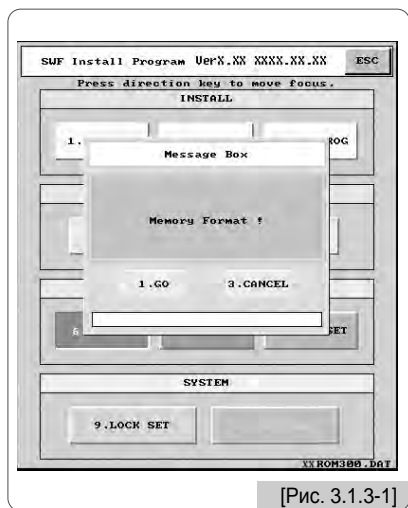 SWF Install Program VerX.XX XXXX.XX.XX ESC
Press direction key to move focus.
INSTALL
1. ROG
Message Box
Memory Format !
1.GO 3.CANCEL
6 SET
SYSTEM
9.LOCK SET
XXROM300.DAT
[Рис. 3.1.3-1]